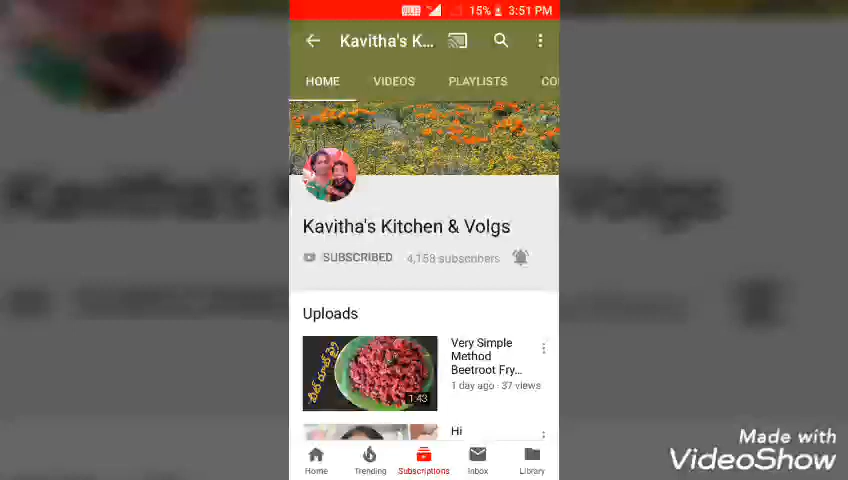 15% 3:51 PM
Kavitha's K...
HOME VIDEOS PLAYLISTS CO
Kavitha's Kitchen & Volgs
SUBSCRIBED 4,158 subscribers
Uploads
Very Simple
Method
Beetroot Fry...
1 day ago · 37 views
బీట్ రూట్ ఫ్రై
1:43
Hi
Home Trending Subscriptions Inbox Library
Made with
VideoShow